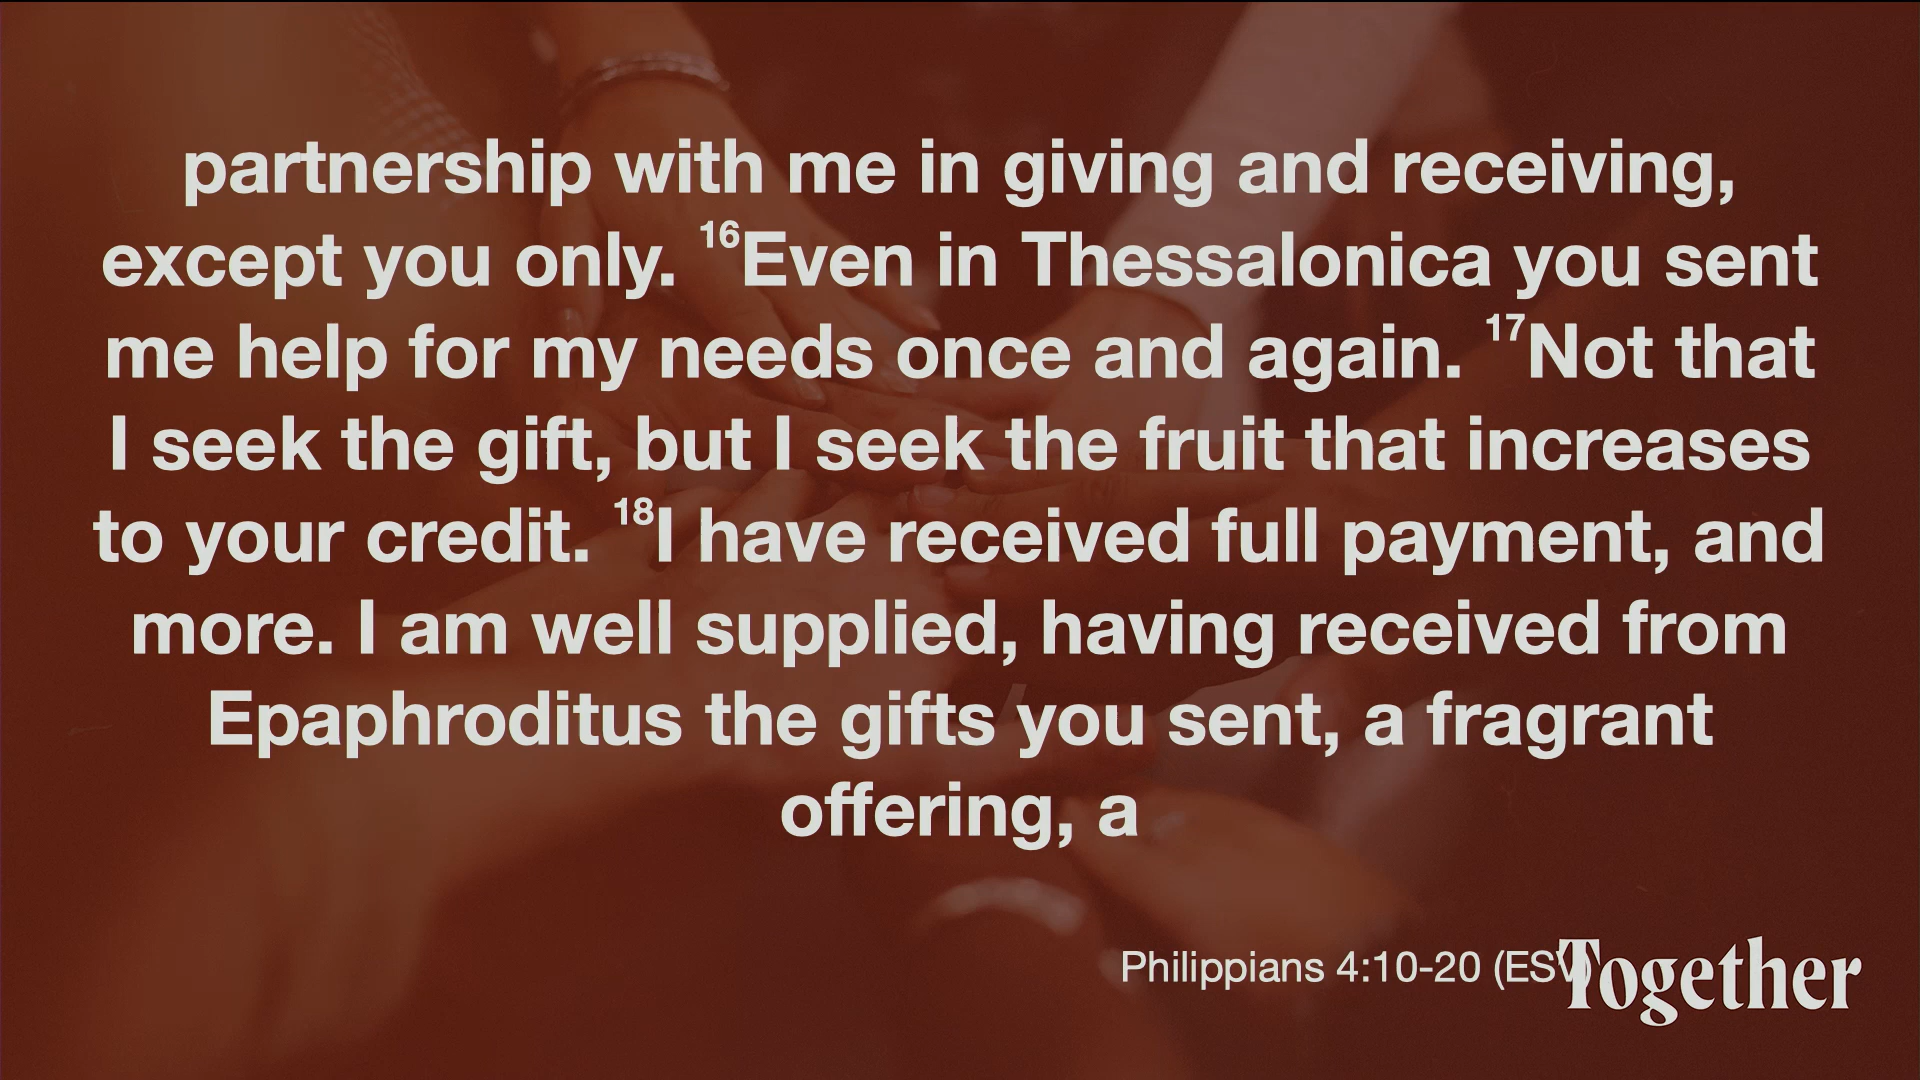 partnership with me in giving and receiving,
except you only. ¹⁶Even in Thessalonica you sent
me help for my needs once and again. ¹⁷Not that
I seek the gift, but I seek the fruit that increases
to your credit. ¹⁸I have received full payment, and
more. I am well supplied, having received from
Epaphroditus the gifts you sent, a fragrant
offering, a
Philippians 4:10-20 (ESV)
Together